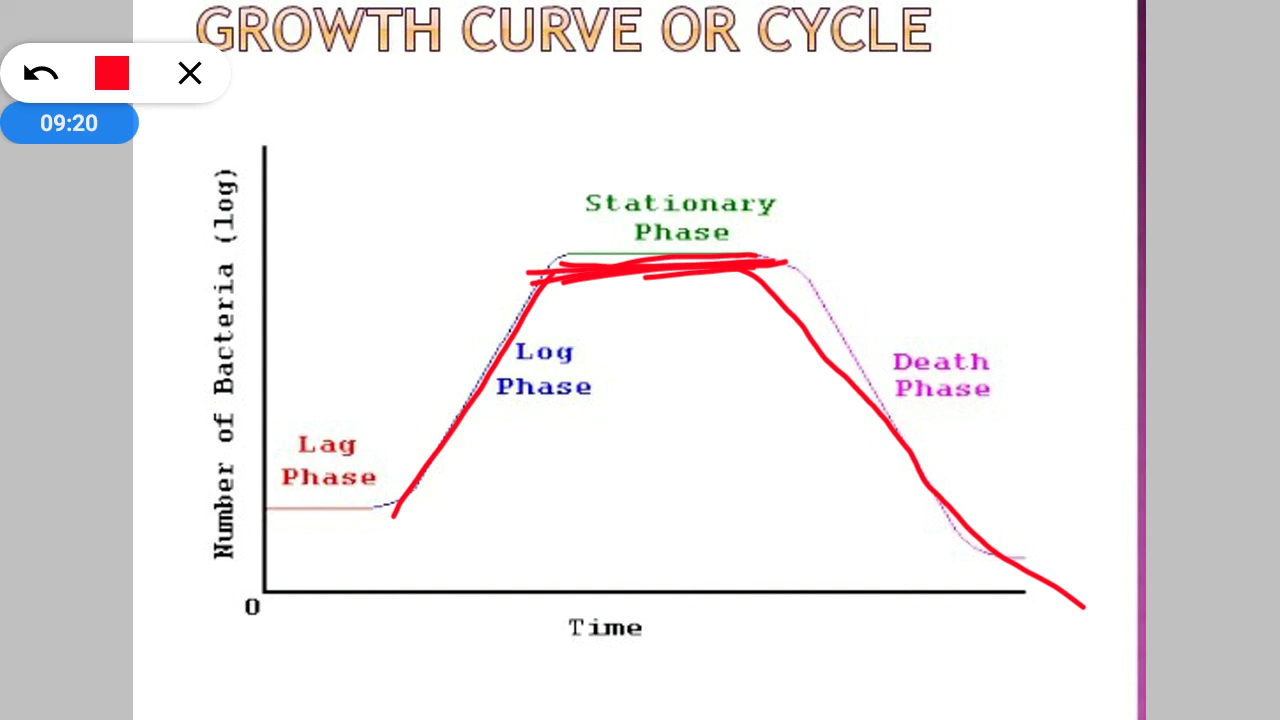 GROWTH CURVE OR CYCLE
09:20
Number of Bacteria (log)
Stationary
Phase
Log
Phase
Death
Phase
Lag
Phase
0
Time